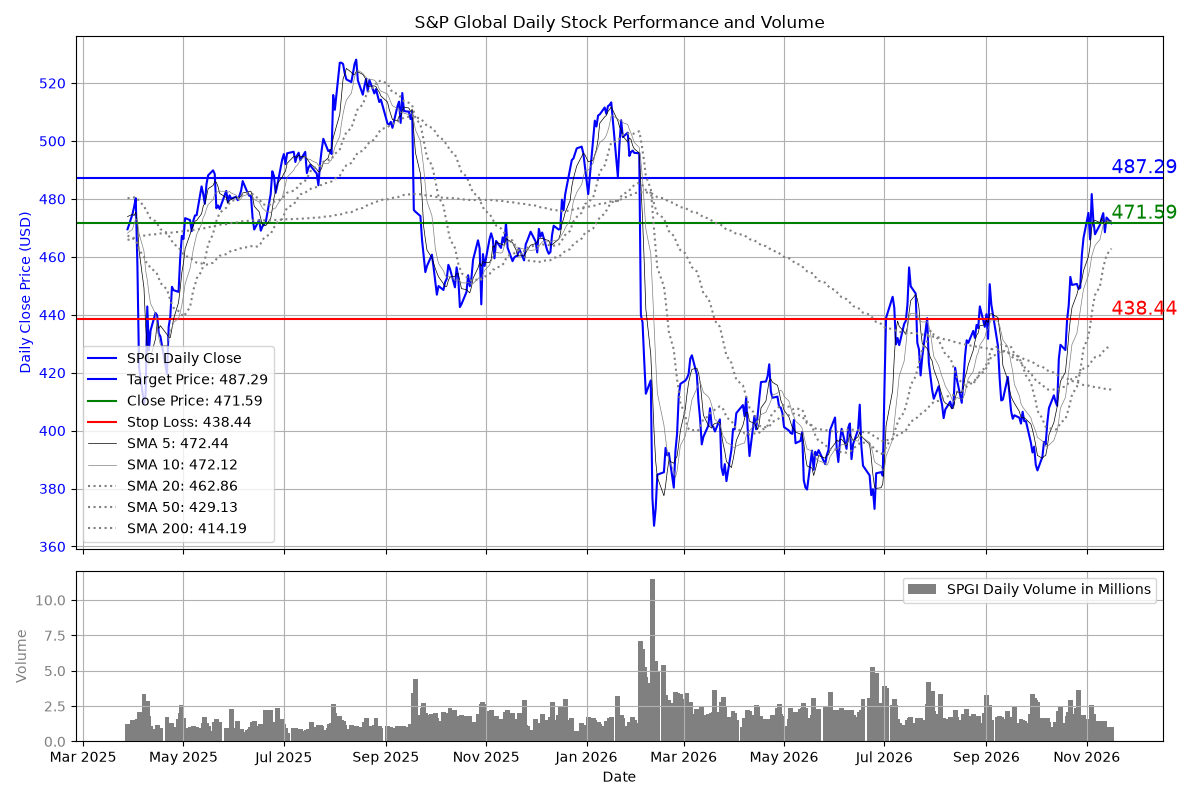 S&P Global Daily Stock Performance and Volume
520
500
480
460
440
420
400
380
360
Daily Close Price (USD)
487.29
471.59
438.44
SPGI Daily Close
Target Price: 487.29
Close Price: 471.59
Stop Loss: 438.44
SMA 5: 472.44
SMA 10: 472.12
SMA 20: 462.86
SMA 50: 429.13
SMA 200: 414.19
SPGI Daily Volume in Millions
10.0
7.5
5.0
2.5
0.0
Volume
Mar 2025 May 2025 Jul 2025 Sep 2025 Nov 2025 Jan 2026 Mar 2026 May 2026 Jul 2026 Sep 2026 Nov 2026
Date